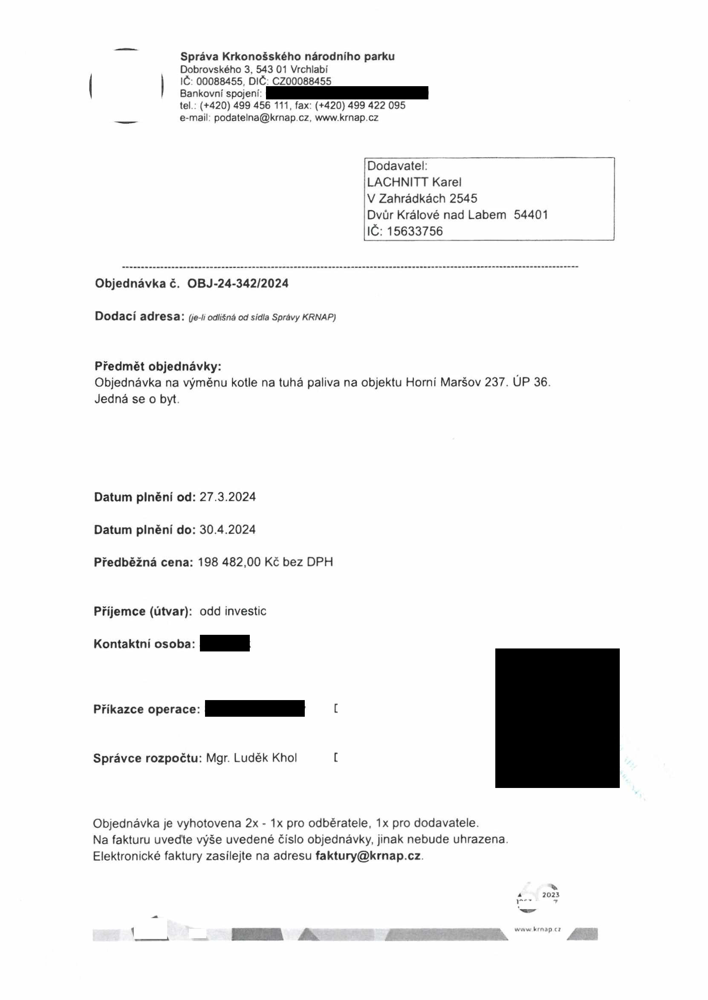 Správa Krkonošského národního parku
Dobrovského 3, 543 01 Vrchlabí
IČ: 00088455, DIČ: CZ00088455
Bankovní spojení:
tel.: (+420) 499 456 111, fax: (+420) 499 422 095
e-mail: podatelna@krnap.cz, www.krnap.cz
Dodavatel:
LACHNITT Karel
V Zahrádkách 2545
Dvůr Králové nad Labem 54401
IČ: 15633756
Objednávka č. OBJ-24-342/2024
Dodací adresa: (je-li odlišná od sídla Správy KRNAP)
Předmět objednávky:
Objednávka na výměnu kotle na tuhá paliva na objektu Horní Maršov 237. ÚP 36.
Jedná se o byt.
Datum plnění od: 27.3.2024
Datum plnění do: 30.4.2024
Předběžná cena: 198 482,00 Kč bez DPH
Příjemce (útvar): odd investic
Kontaktní osoba:
Příkazce operace:
Správce rozpočtu: Mgr. Luděk Khol
Objednávka je vyhotovena 2x - 1x pro odběratele, 1x pro dodavatele.
Na fakturu uveďte výše uvedené číslo objednávky, jinak nebude uhrazena.
Elektronické faktury zasílejte na adresu faktury@krnap.cz.
2023
www.krnap.cz